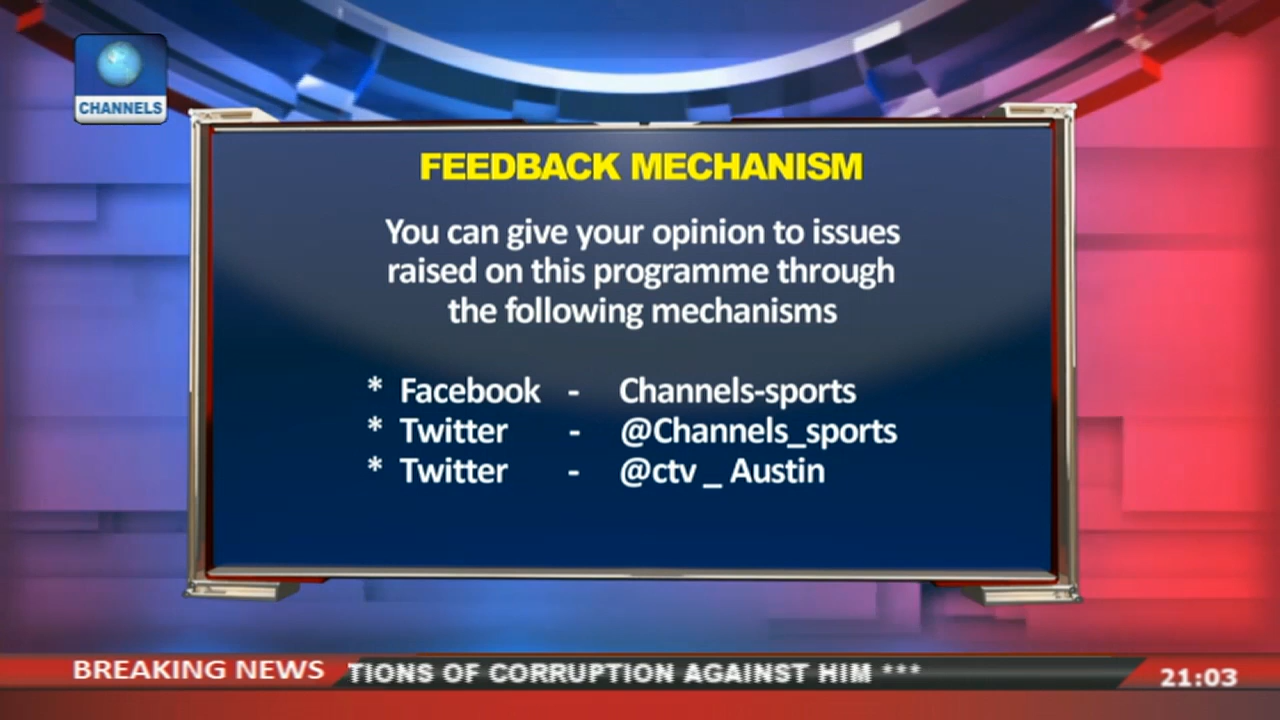 CHANNELS
FEEDBACK MECHANISM
You can give your opinion to issues
raised on this programme through
the following mechanisms
* Facebook - Channels-sports
* Twitter - @Channels_sports
* Twitter - @ctv _ Austin
BREAKING NEWS TIONS OF CORRUPTION AGAINST HIM *** 21:03